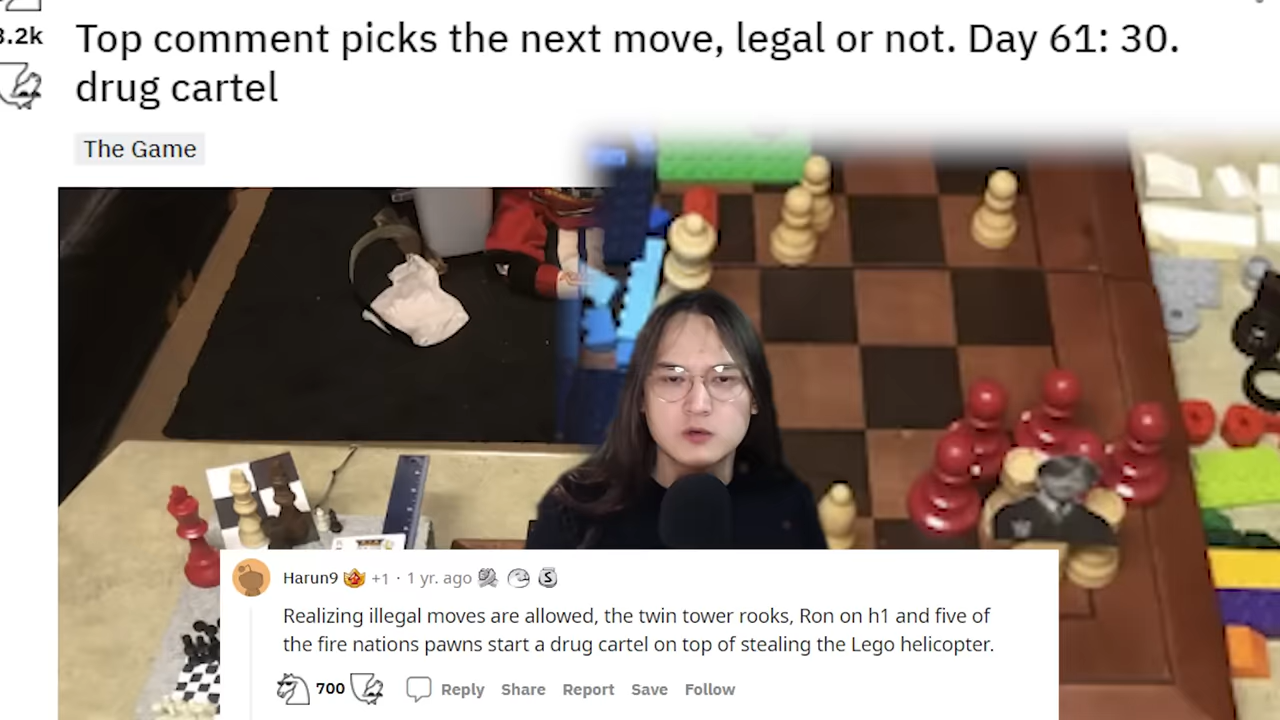 3.2k
Top comment picks the next move, legal or not. Day 61: 30.
drug cartel
The Game
Harun9 +1 · 1 yr. ago
Realizing illegal moves are allowed, the twin tower rooks, Ron on h1 and five of
the fire nations pawns start a drug cartel on top of stealing the Lego helicopter.
700 Reply Share Report Save Follow